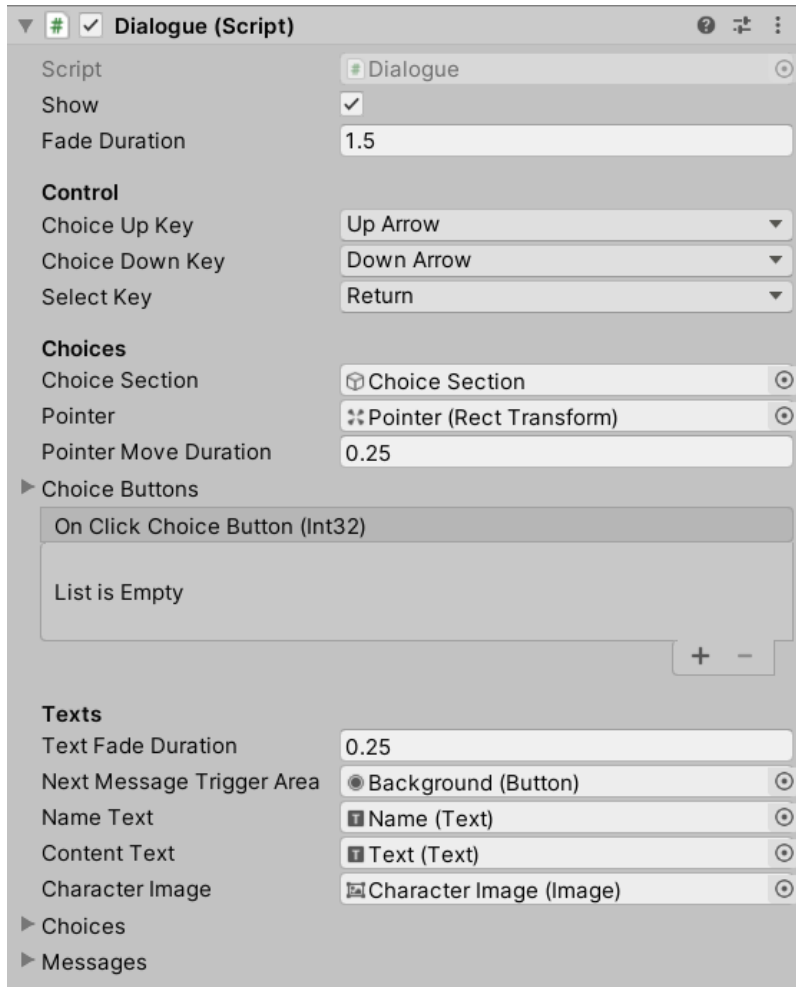 Dialogue (Script)
Script Dialogue
Show
Fade Duration 1.5
Control
Choice Up Key Up Arrow
Choice Down Key Down Arrow
Select Key Return
Choices
Choice Section Choice Section
Pointer Pointer (Rect Transform)
Pointer Move Duration 0.25
Choice Buttons
On Click Choice Button (Int32)
List is Empty
Texts
Text Fade Duration 0.25
Next Message Trigger Area Background (Button)
Name Text Name (Text)
Content Text Text (Text)
Character Image Character Image (Image)
Choices
Messages